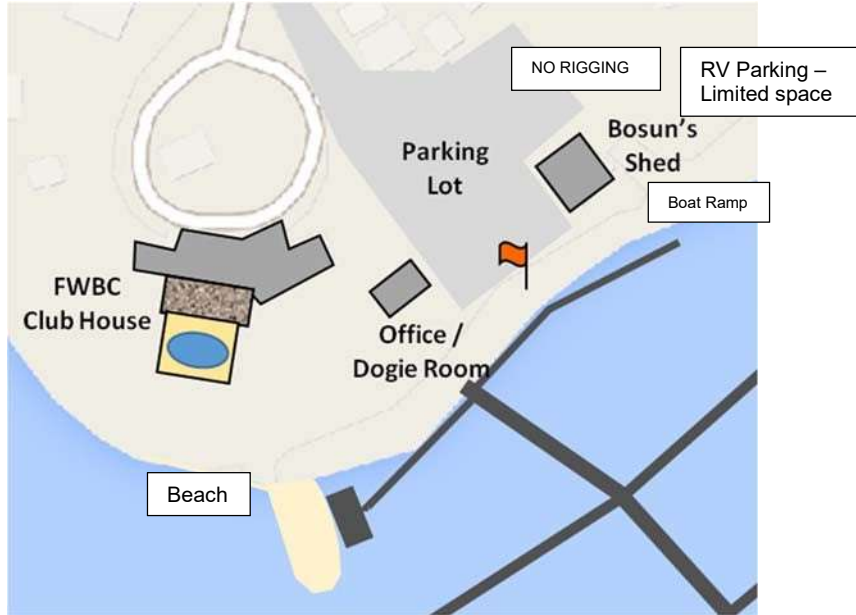 NO RIGGING
RV Parking –
Limited space
Bosun's
Shed
Parking
Lot
Boat Ramp
FWBC
Club House
Office /
Dogie Room
Beach